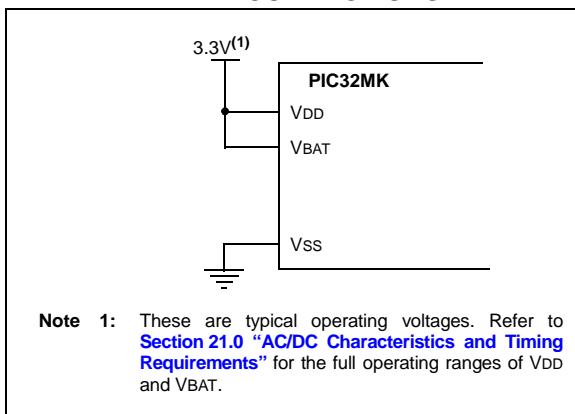 3.3V(1)
PIC32MK
VDD
VBAT
VSS
Note 1: These are typical operating voltages. Refer to
Section 21.0 “AC/DC Characteristics and Timing
Requirements” for the full operating ranges of VDD
and VBAT.